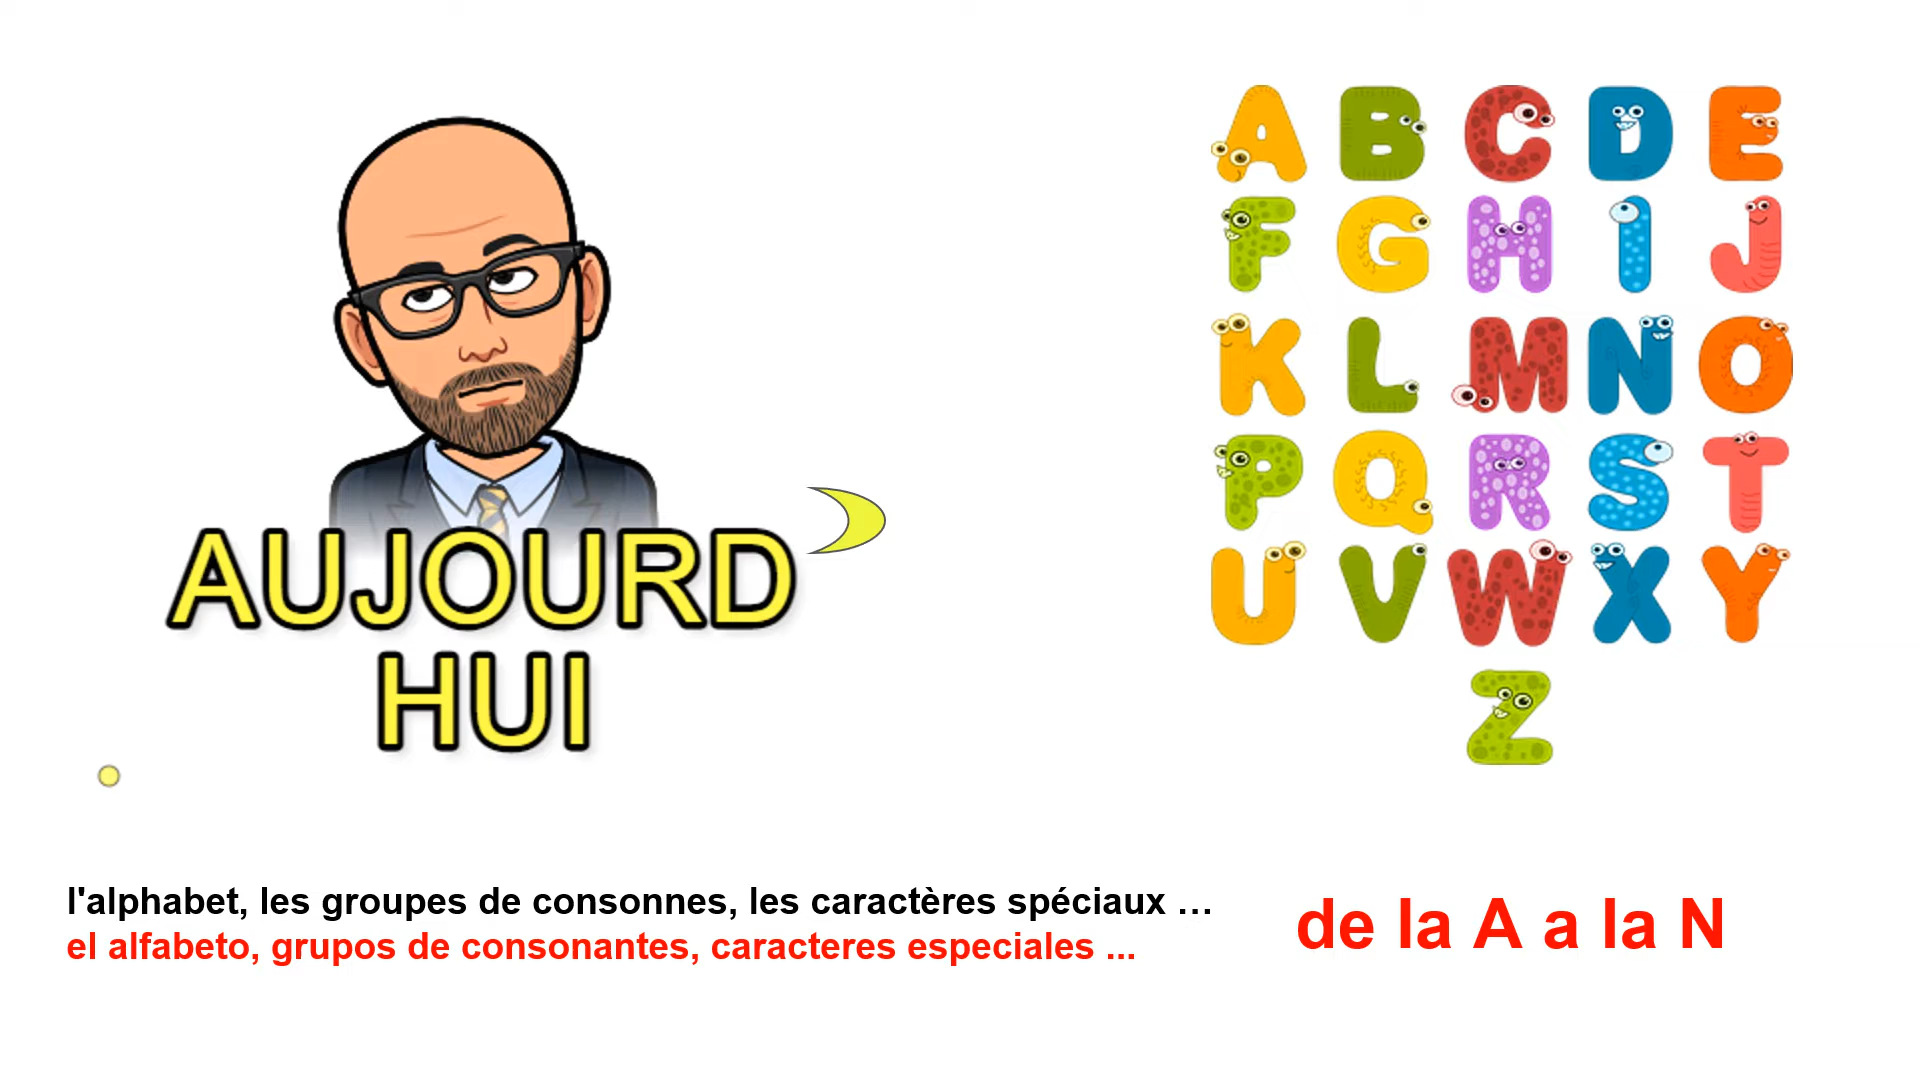 AUJOURD
HUI
A B C D E
F G H I J
K L M N O
P Q R S T
U V W X Y
Z
l'alphabet, les groupes de consonnes, les caractères spéciaux …
el alfabeto, grupos de consonantes, caracteres especiales ...
de la A a la N